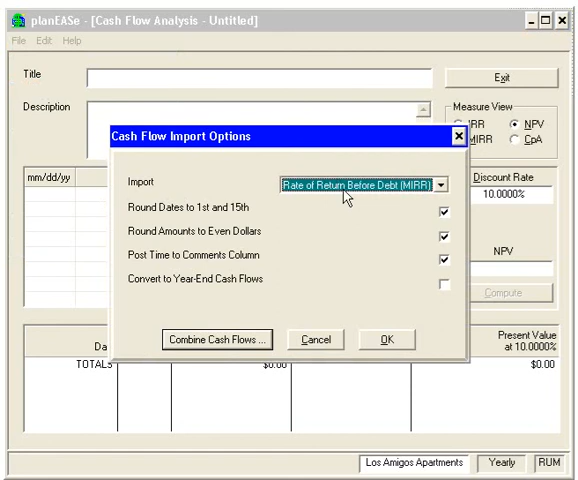 planEASe - [Cash Flow Analysis - Untitled]
File Edit Help
Title
Exit
Description
Measure View
IRR NPV
MIRR CpA
Cash Flow Import Options
mm/dd/yy
Discount Rate
10.0000%
Import
Rate of Return Before Debt (MIRR)
Round Dates to 1st and 15th
Round Amounts to Even Dollars
Post Time to Comments Column
Convert to Year-End Cash Flows
NPV
Compute
Combine Cash Flows ...
Cancel
OK
Da
Present Value
at 10.0000%
TOTALS $0.00 $0.00
Los Amigos Apartments Yearly RUM